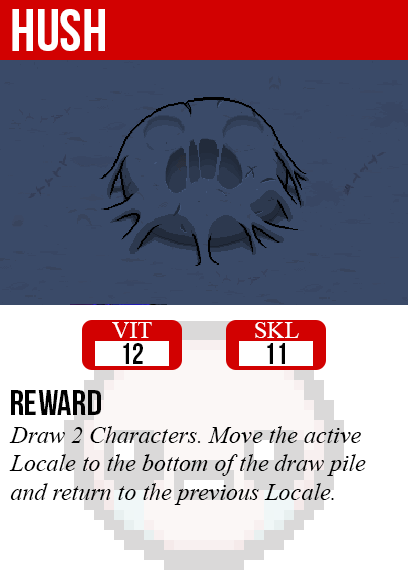 HUSH
VIT
SKL
12
11
REWARD
Draw 2 Characters. Move the active
Locale to the bottom of the draw pile
and return to the previous Locale.